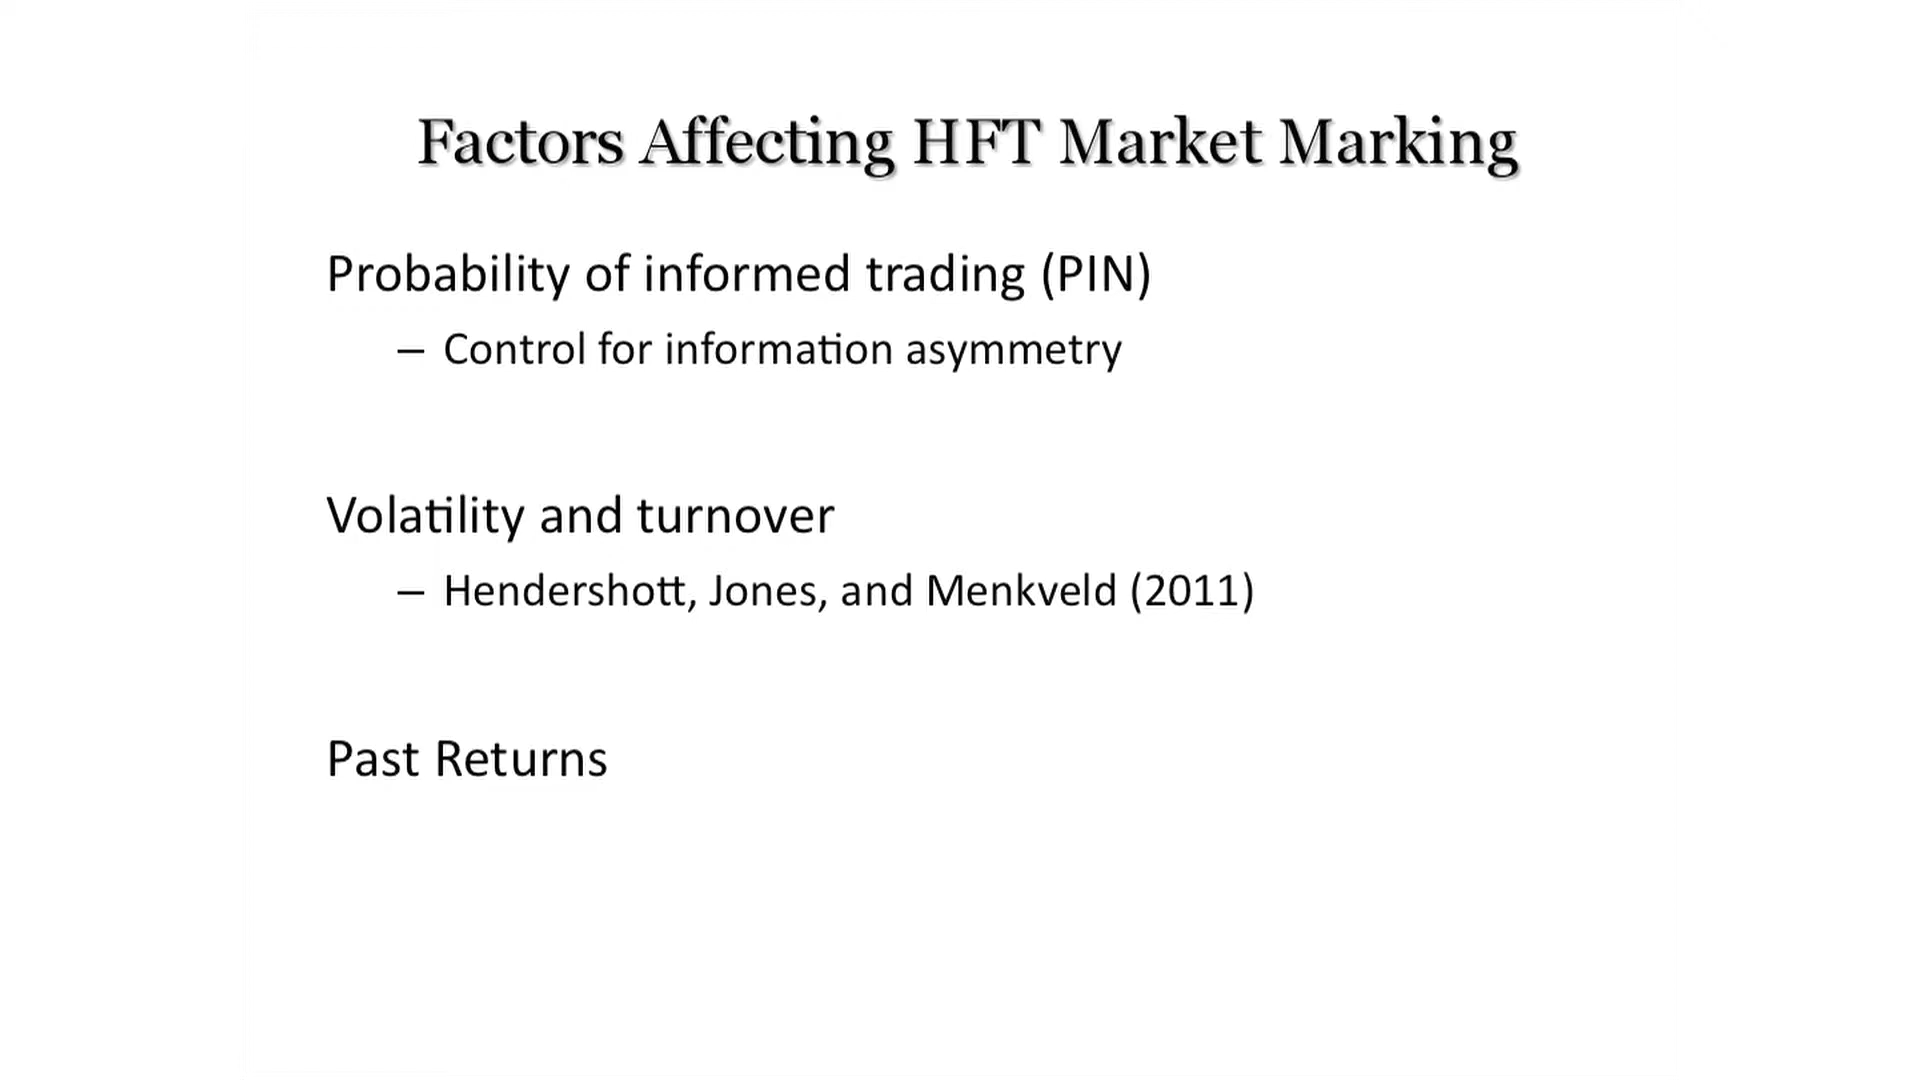 Factors Affecting HFT Market Marking
Probability of informed trading (PIN)
– Control for information asymmetry
Volatility and turnover
– Hendershott, Jones, and Menkveld (2011)
Past Returns